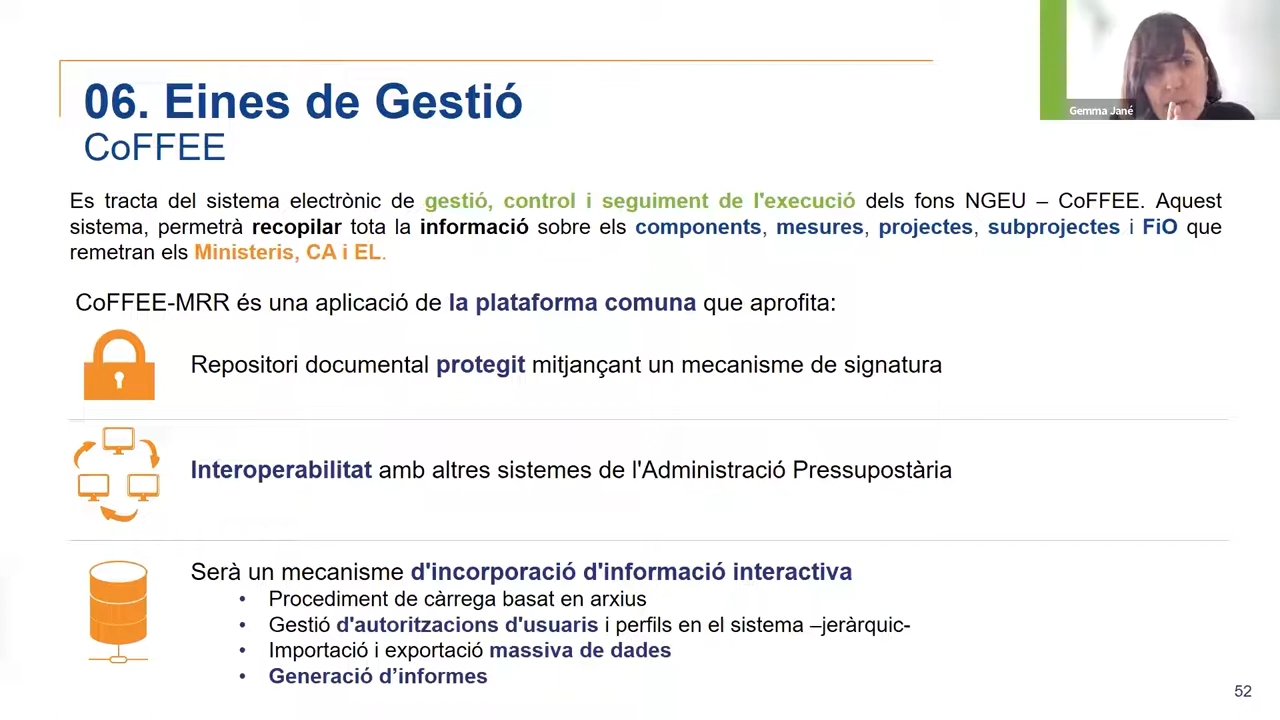 06. Eines de Gestió
CoFFEE
Gemma Jané
Es tracta del sistema electrònic de gestió, control i seguiment de l'execució dels fons NGEU – CoFFEE. Aquest
sistema, permetrà recopilar tota la informació sobre els components, mesures, projectes, subprojectes i FiO que
remetran els Ministeris, CA i EL.
CoFFEE-MRR és una aplicació de la plataforma comuna que aprofita:
Repositori documental protegit mitjançant un mecanisme de signatura
Interoperabilitat amb altres sistemes de l'Administració Pressupostària
Serà un mecanisme d'incorporació d'informació interactiva
• Procediment de càrrega basat en arxius
• Gestió d'autoritzacions d'usuaris i perfils en el sistema –jeràrquic-
• Importació i exportació massiva de dades
• Generació d’informes
52